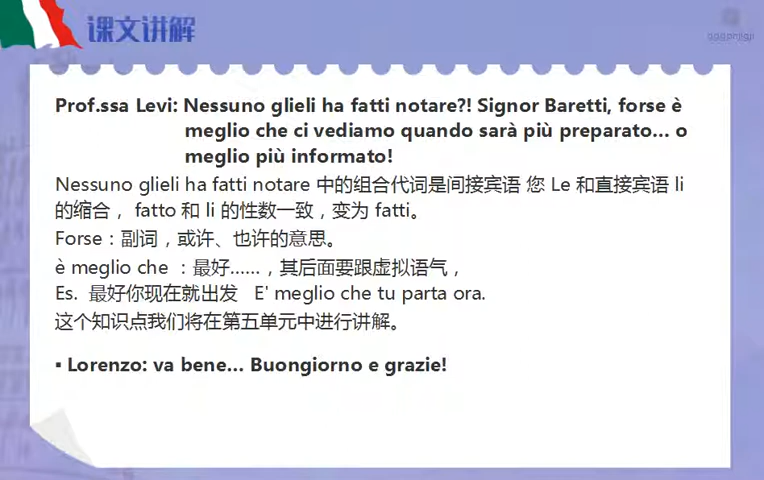 课文讲解
Prof.ssa Levi: Nessuno glieli ha fatti notare?! Signor Baretti, forse è
meglio che ci vediamo quando sarà più preparato... o
meglio più informato!
Nessuno glieli ha fatti notare 中的组合代词是间接宾语 您 Le 和直接宾语 li
的缩合， fatto 和 li 的性数一致，变为 fatti。
Forse：副词，或许、也许的意思。
è meglio che ：最好……，其后面要跟虚拟语气，
Es. 最好你现在就出发 E' meglio che tu parta ora.
这个知识点我们将在第五单元中进行讲解。
▪ Lorenzo: va bene... Buongiorno e grazie!